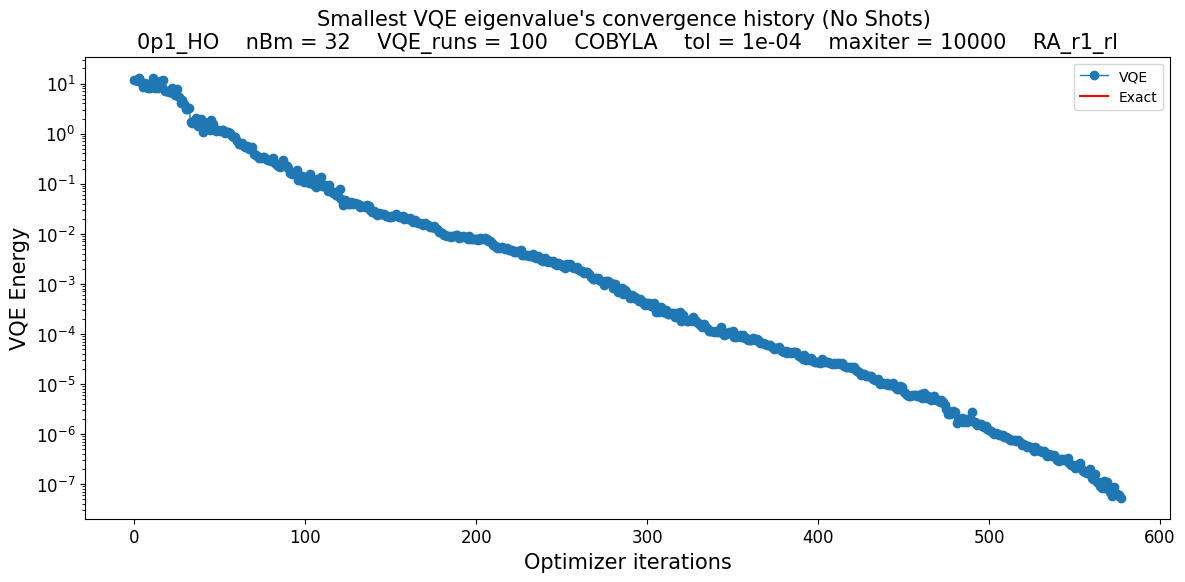 Smallest VQE eigenvalue's convergence history (No Shots)
0p1_HO    nBm = 32    VQE_runs = 100    COBYLA    tol = 1e-04    maxiter = 10000    RA_r1_rl
VQE
Exact
VQE Energy
10^1
10^0
10^-1
10^-2
10^-3
10^-4
10^-5
10^-6
10^-7
0 100 200 300 400 500 600
Optimizer iterations